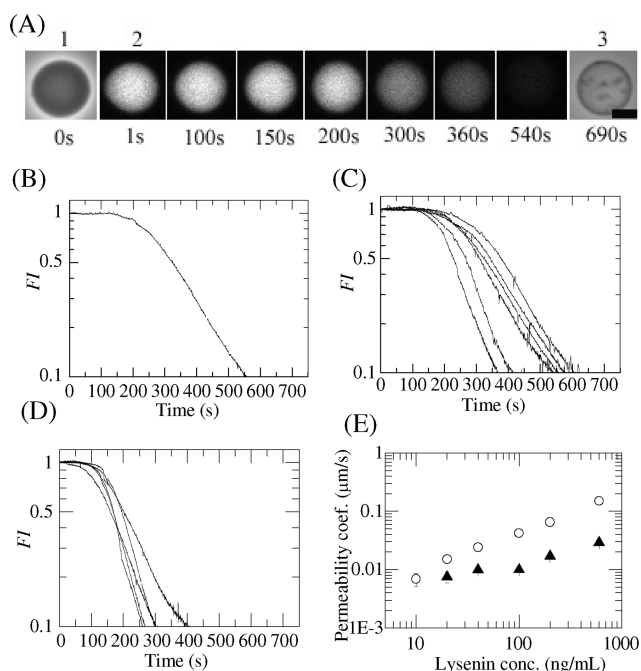 (A)
1 2 3
0s 1s 100s 150s 200s 300s 360s 540s 690s
(B)
1
0.5
0.1
FI
0 100 200 300 400 500 600 700
Time (s)
(C)
1
0.5
0.1
FI
0 100 200 300 400 500 600 700
Time (s)
(D)
1
0.5
0.1
FI
0 100 200 300 400 500 600 700
Time (s)
(E)
1
0.1
0.01
1E-3
Permeability coef. (μm/s)
10 100 1000
Lysenin conc. (ng/mL)